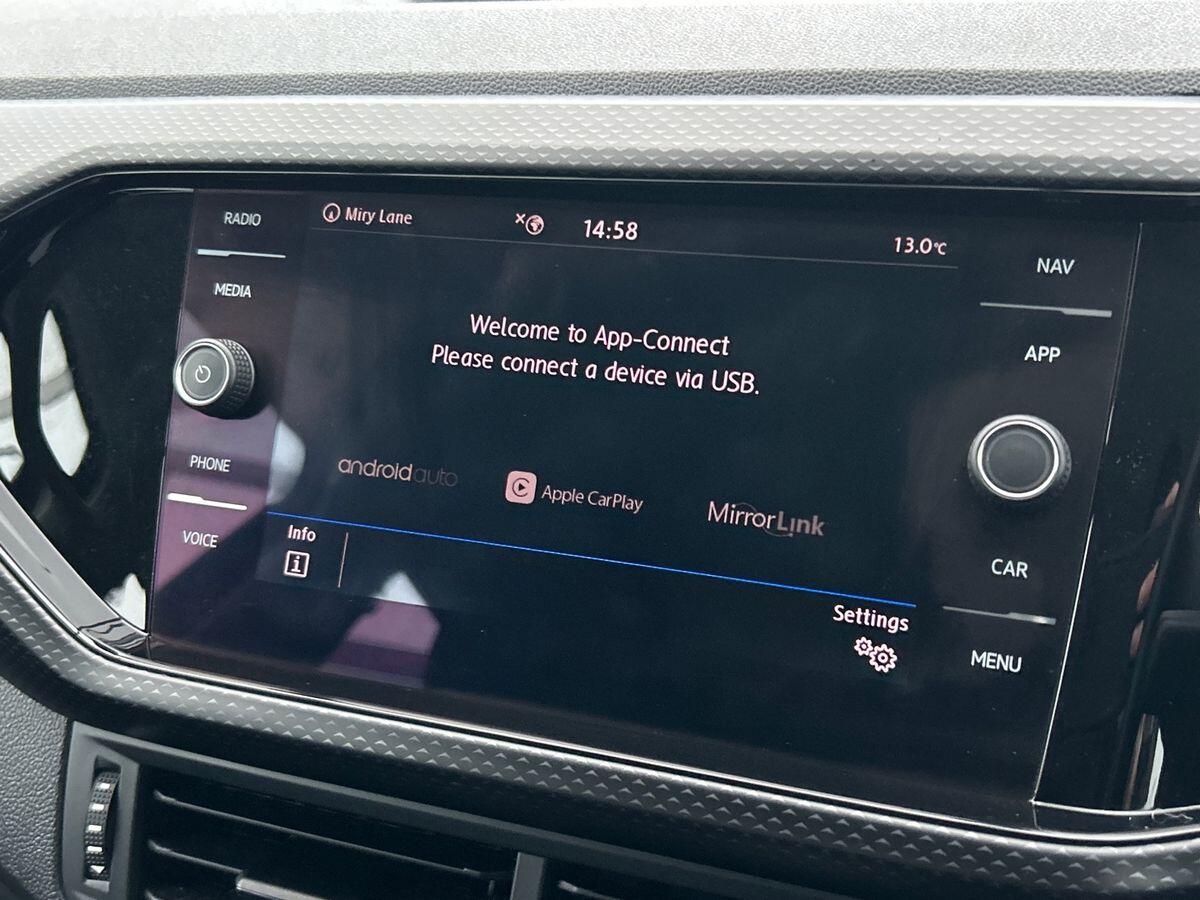 RADIO
MEDIA
PHONE
VOICE
Miry Lane
14:58
13.0°C
Welcome to App-Connect
Please connect a device via USB.
androidauto
Apple CarPlay
MirrorLink
Info
i
Settings
NAV
APP
CAR
MENU